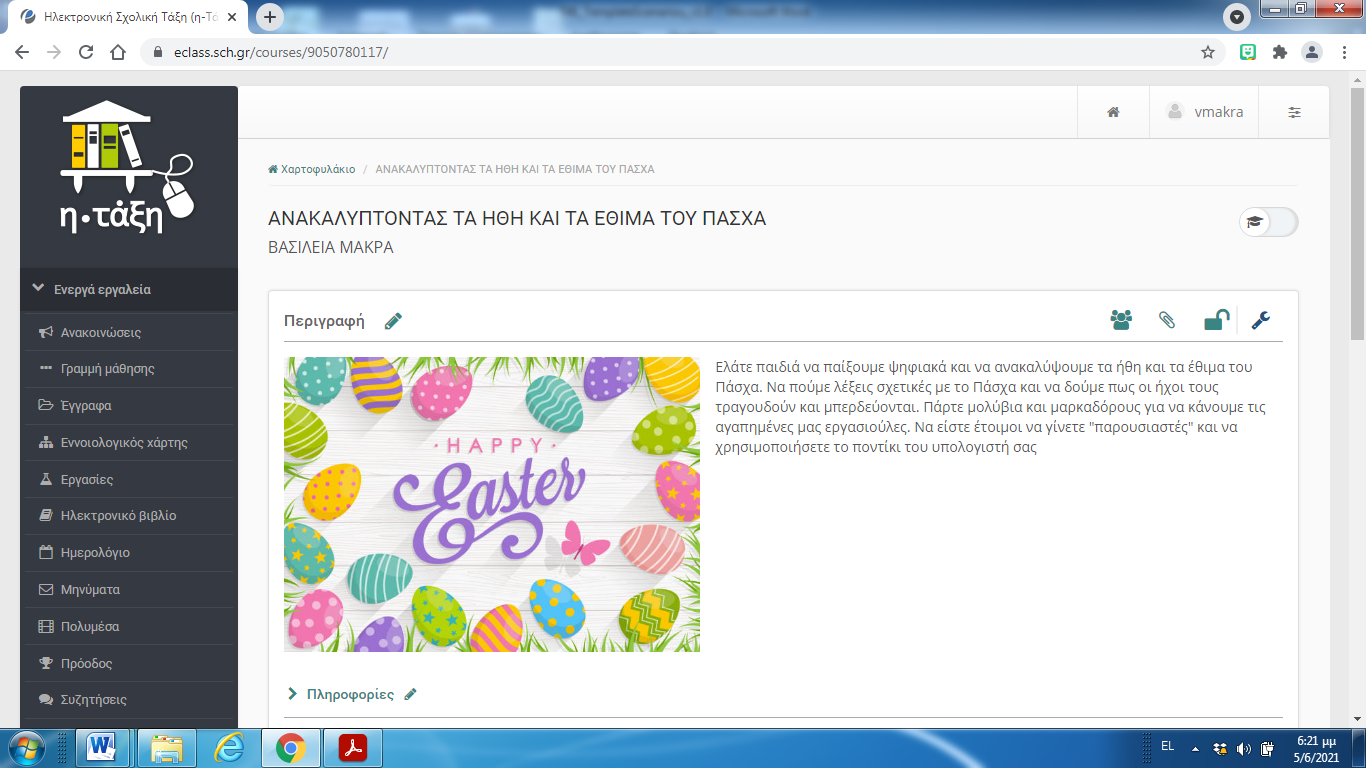 Ηλεκτρονική Σχολική Τάξη (η-Τά
eclass.sch.gr/courses/9050780117/
η·τάξη
vmakra
Χαρτοφυλάκιο / ΑΝΑΚΑΛΥΠΤΟΝΤΑΣ ΤΑ ΗΘΗ ΚΑΙ ΤΑ ΕΘΙΜΑ ΤΟΥ ΠΑΣΧΑ
ΑΝΑΚΑΛΥΠΤΟΝΤΑΣ ΤΑ ΗΘΗ ΚΑΙ ΤΑ ΕΘΙΜΑ ΤΟΥ ΠΑΣΧΑ
ΒΑΣΙΛΕΙΑ ΜΑΚΡΑ
Ενεργά εργαλεία
Ανακοινώσεις
Γραμμή μάθησης
Έγγραφα
Εννοιολογικός χάρτης
Εργασίες
Ηλεκτρονικό βιβλίο
Ημερολόγιο
Μηνύματα
Πολυμέσα
Πρόοδος
Συζητήσεις
Περιγραφή
HAPPY
Easter
Ελάτε παιδιά να παίξουμε ψηφιακά και να ανακαλύψουμε τα ήθη και τα έθιμα του
Πάσχα. Να πούμε λέξεις σχετικές με το Πάσχα και να δούμε πως οι ήχοι τους
τραγουδούν και μπερδεύονται. Πάρτε μολύβια και μαρκαδόρους για να κάνουμε τις
αγαπημένες μας εργασιούλες. Να είστε έτοιμοι να γίνετε "παρουσιαστές" και να
χρησιμοποιήσετε το ποντίκι του υπολογιστή σας
Πληροφορίες
EL
6:21 μμ
5/6/2021